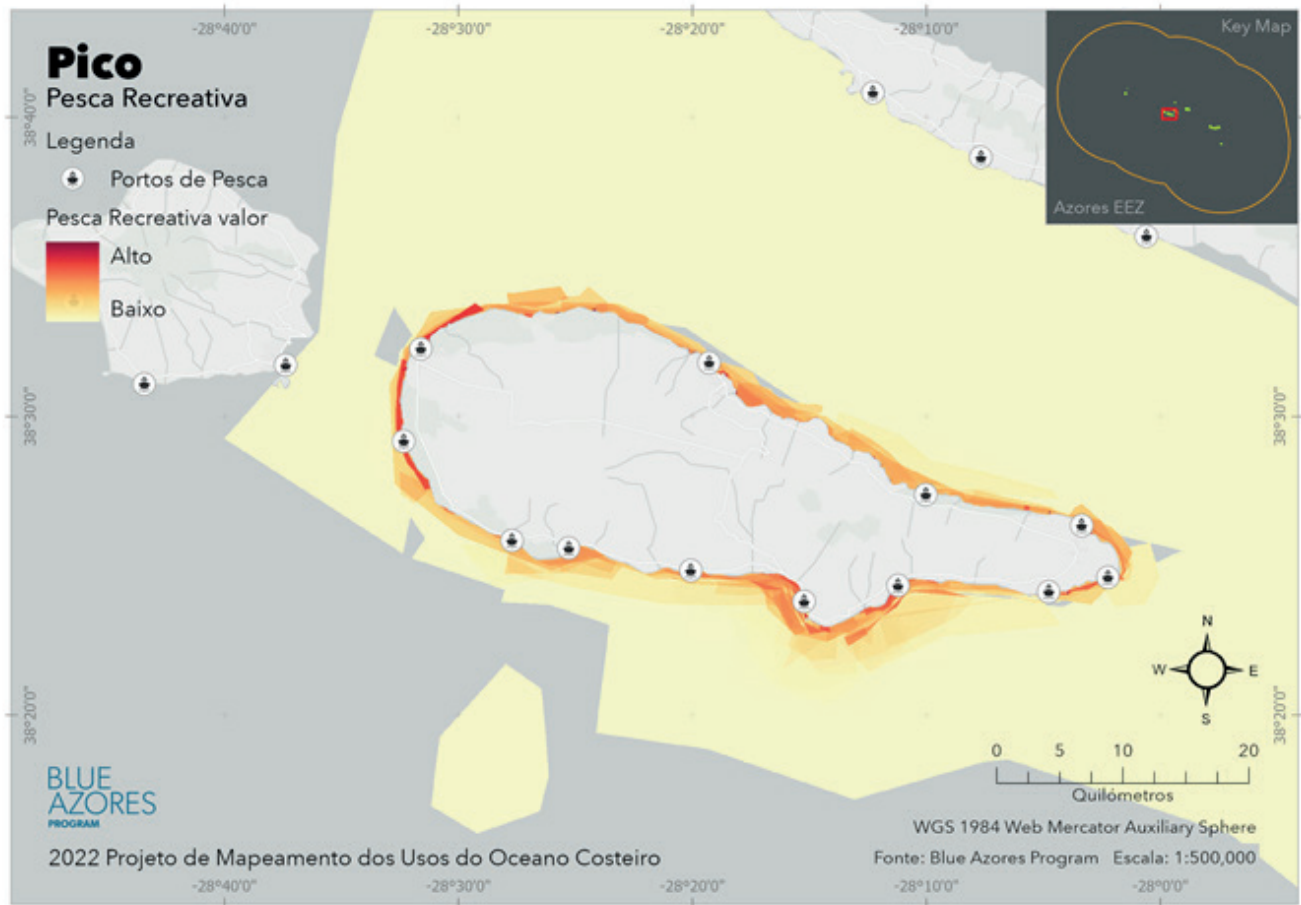 -28°40'0"
-28°30'0"
-28°20'0"
-28°10'0"
Key Map
Pico
Pesca Recreativa
38°40'0"
Legenda
Portos de Pesca
Pesca Recreativa valor
Alto
Baixo
Azores EEZ
38°30'0"
38°30'0"
N
W
E
S
38°20'0"
38°20'0"
0 5 10 20
Quilómetros
BLUE
AZORES
PROGRAM
WGS 1984 Web Mercator Auxiliary Sphere
2022 Projeto de Mapeamento dos Usos do Oceano Costeiro
Fonte: Blue Azores Program Escala: 1:500,000
-28°40'0"
-28°30'0"
-28°20'0"
-28°10'0"
-28°0'0"